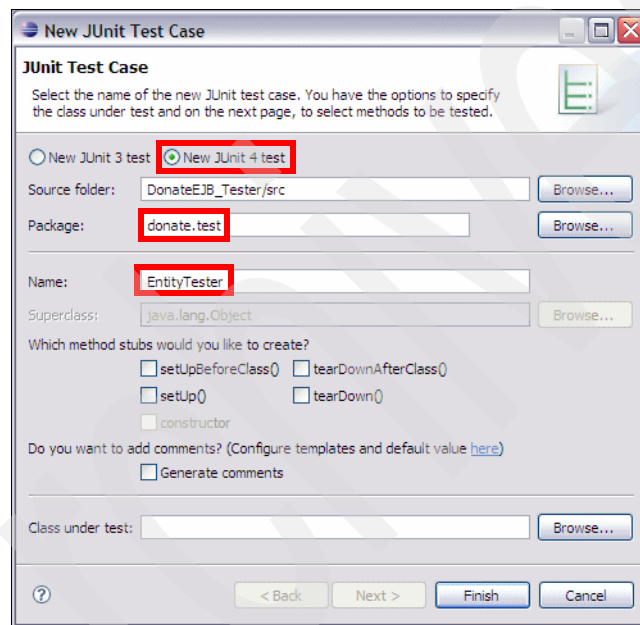 New JUnit Test Case
JUnit Test Case
Select the name of the new JUnit test case. You have the options to specify
the class under test and on the next page, to select methods to be tested.
New JUnit 3 test New JUnit 4 test
Source folder: DonateEJB_Tester/src Browse...
Package: donate.test Browse...
Name: EntityTester
Superclass: java.lang.Object Browse...
Which method stubs would you like to create?
setUpBeforeClass() tearDownAfterClass()
setUp() tearDown()
constructor
Do you want to add comments? (Configure templates and default value here)
Generate comments
Class under test: Browse...
? < Back Next > Finish Cancel